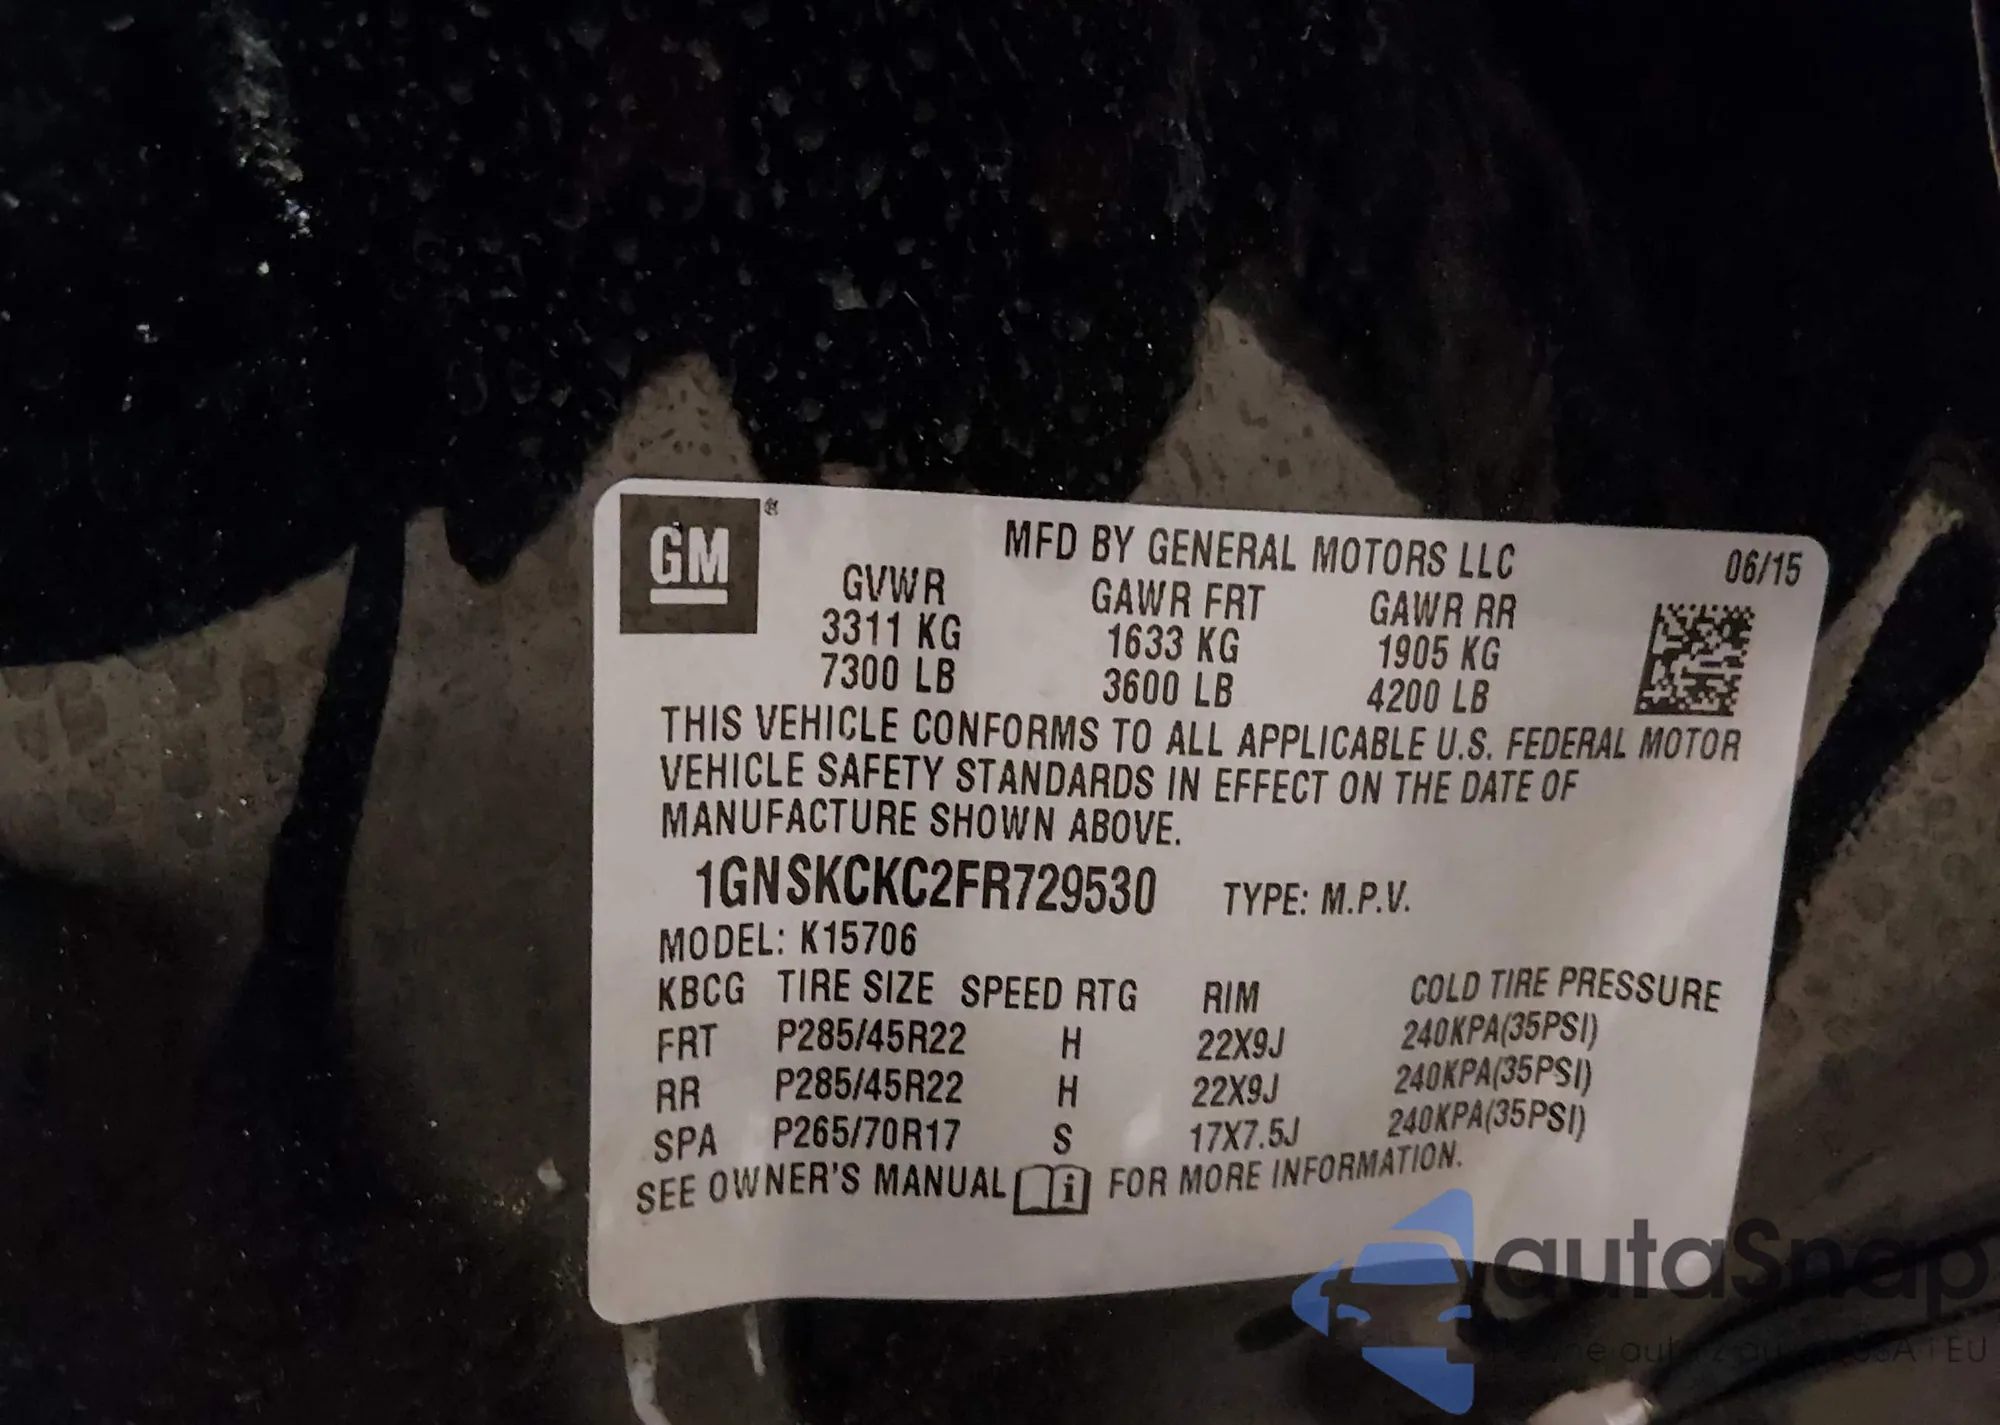 GM
MFD BY GENERAL MOTORS LLC 06/15
GVWR GAWR FRT GAWR RR
3311 KG 1633 KG 1905 KG
7300 LB 3600 LB 4200 LB
THIS VEHICLE CONFORMS TO ALL APPLICABLE U.S. FEDERAL MOTOR
VEHICLE SAFETY STANDARDS IN EFFECT ON THE DATE OF
MANUFACTURE SHOWN ABOVE.
1GNSKCKC2FR729530 TYPE: M.P.V.
MODEL: K15706
KBCG TIRE SIZE SPEED RTG RIM COLD TIRE PRESSURE
FRT P285/45R22 H 22X9J 240KPA(35PSI)
RR P285/45R22 H 22X9J 240KPA(35PSI)
SPA P265/70R17 S 17X7.5J 240KPA(35PSI)
SEE OWNER'S MANUAL i FOR MORE INFORMATION.
autaSnap
EU